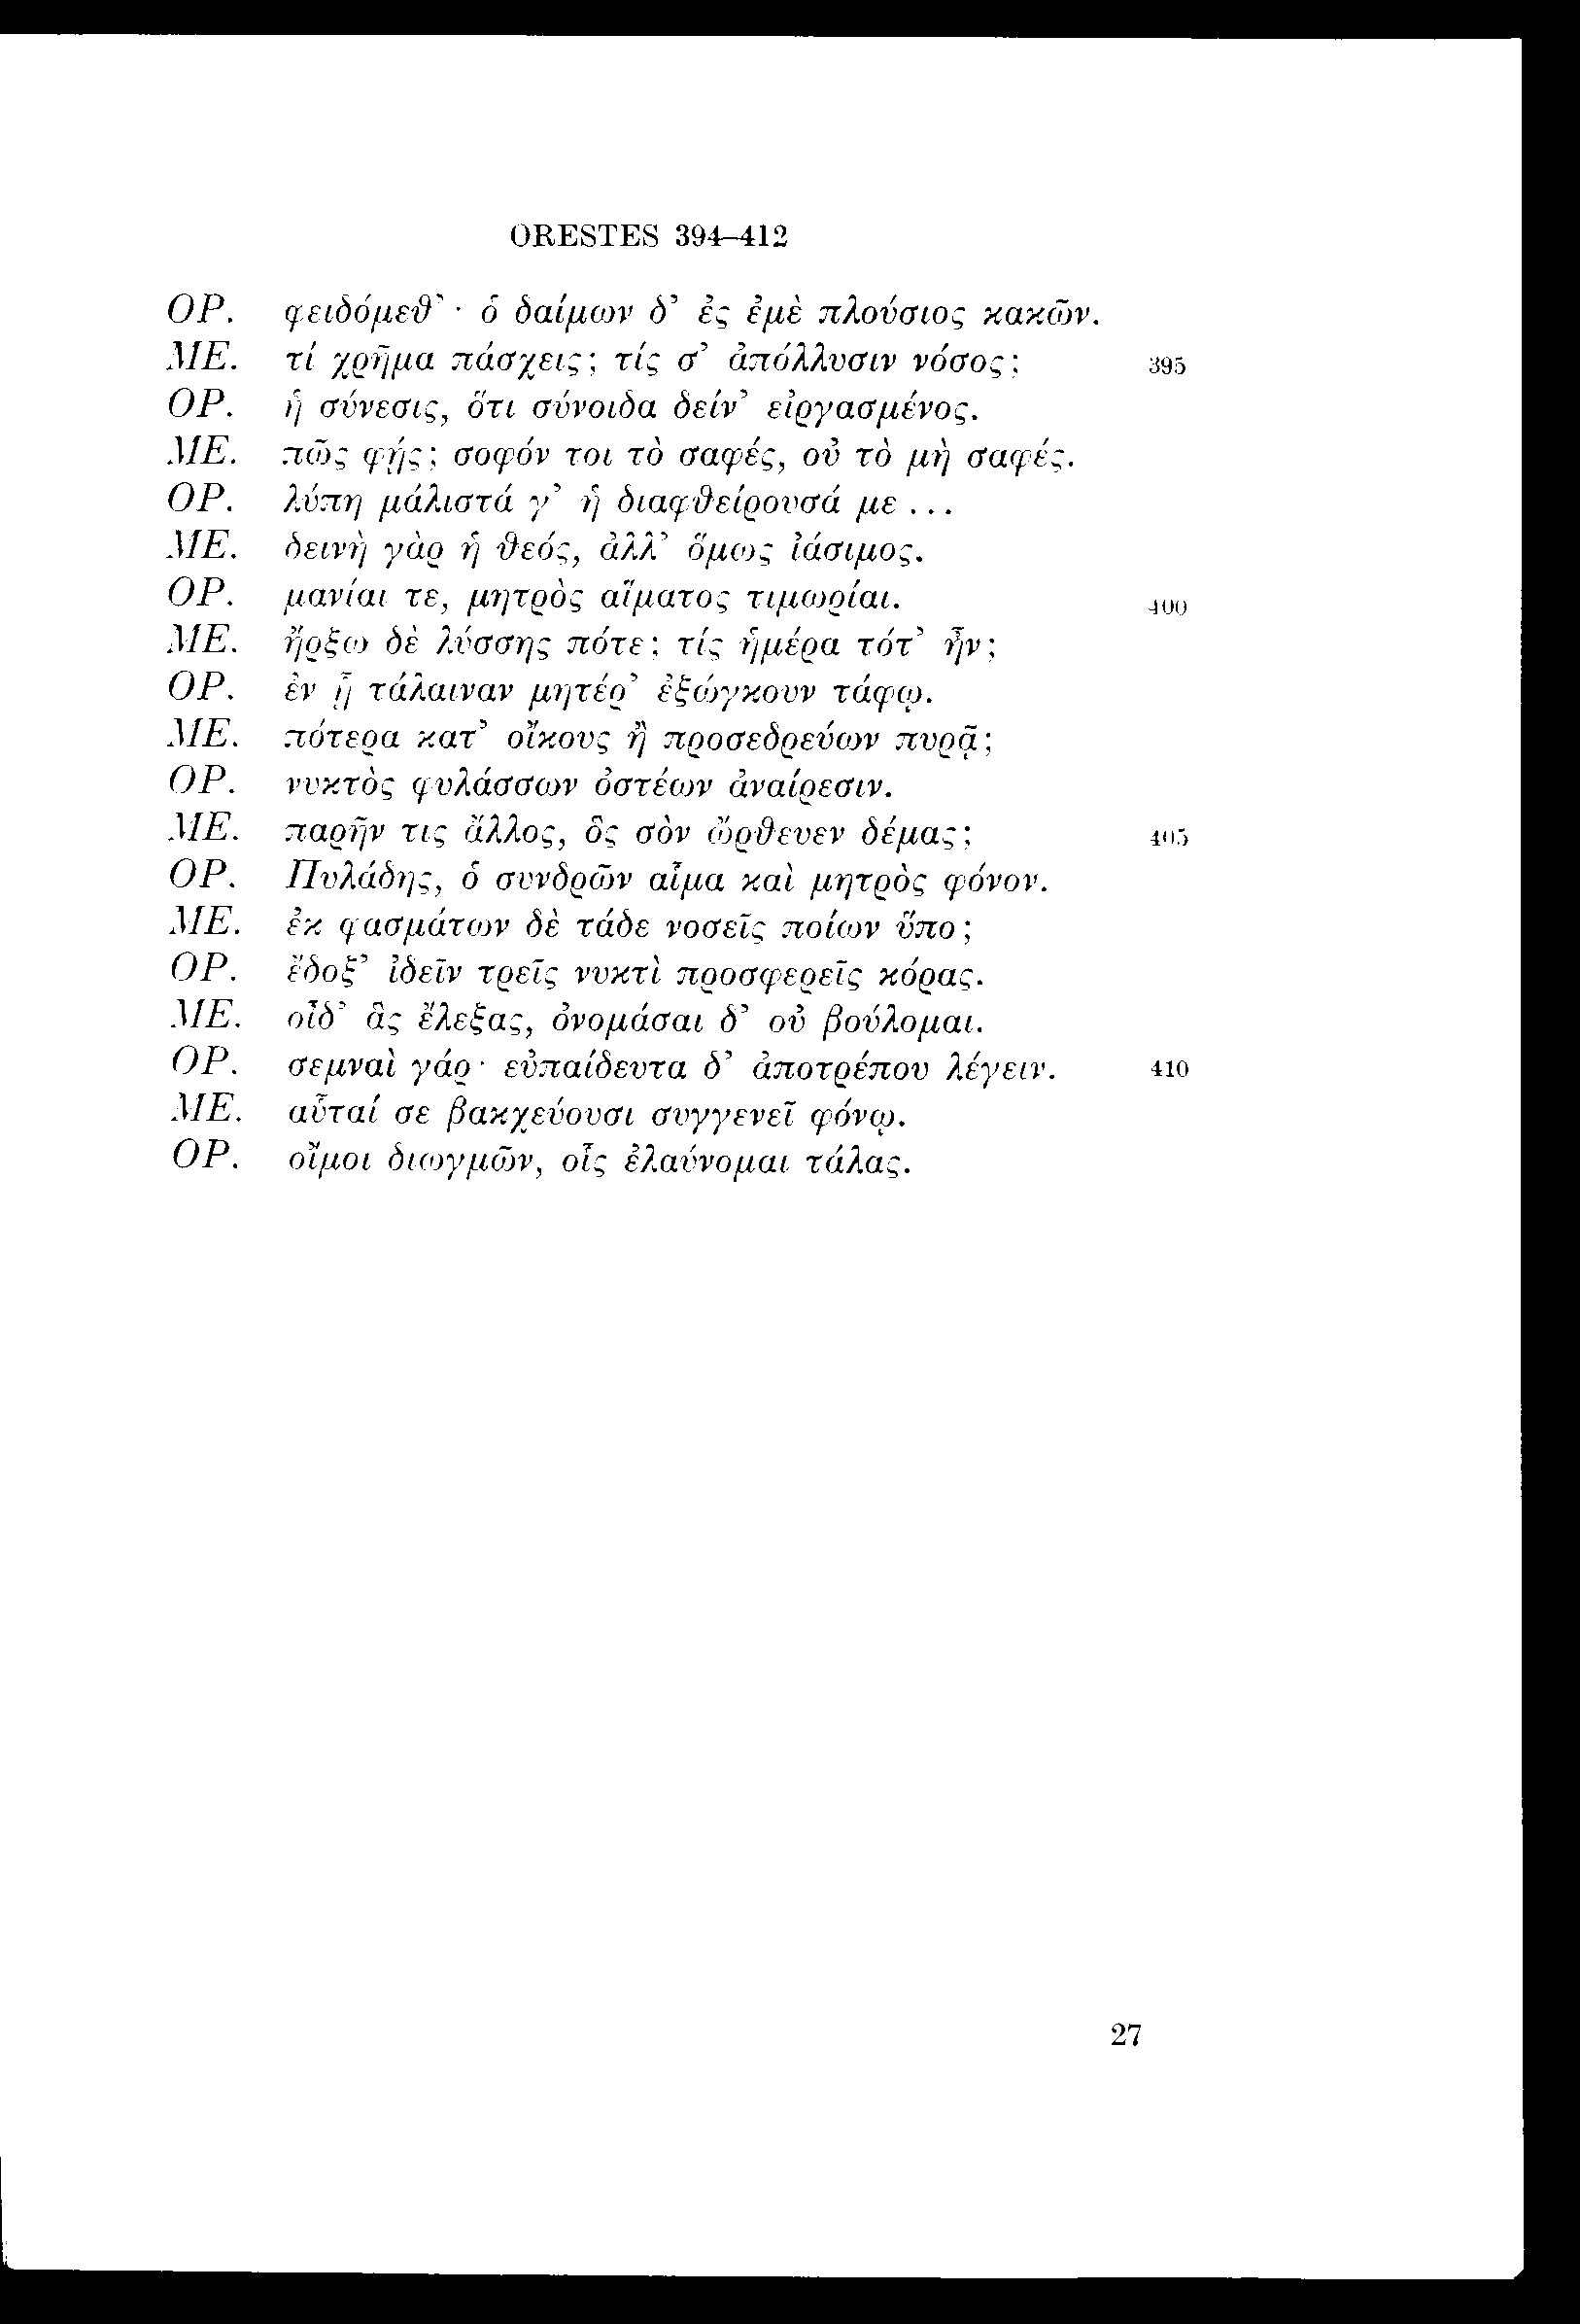 ORESTES 394–412
ΟΡ. φειδόμεθ’ · ὁ δαίμων δ’ ἐς ἐμὲ πλούσιος κακῶν.
ΜΕ. τί χρῆμα πάσχεις; τίς σ’ ἀπόλλυσιν νόσος; 395
ΟΡ. ἡ σύνεσις, ὅτι σύνοιδα δείν’ εἰργασμένος.
ΜΕ. πῶς φῄς; σοφόν τοι τὸ σαφές, οὐ τὸ μὴ σαφές.
ΟΡ. λύπη μάλιστά γ’ ἡ διαφθείρουσά με ...
ΜΕ. δεινὴ γὰρ ἡ θεός, ἀλλ’ ὅμως ἰάσιμος.
ΟΡ. μανίαι τε, μητρὸς αἵματος τιμωρίαι. 400
ΜΕ. ἤρξω δὲ λύσσης πότε; τίς ἡμέρα τότ’ ἦν;
ΟΡ. ἐν ᾗ τάλαιναν μητέρ’ ἐξώγκουν τάφῳ.
ΜΕ. πότερα κατ’ οἴκους ἢ προσεδρεύων πυρᾷ;
ΟΡ. νυκτὸς φυλάσσων ὀστέων ἀναίρεσιν.
ΜΕ. παρῆν τις ἄλλος, ὃς σὸν ὤρθευεν δέμας; 405
ΟΡ. Πυλάδης, ὁ συνδρῶν αἷμα καὶ μητρὸς φόνον.
ΜΕ. ἐκ φασμάτων δὲ τάδε νοσεῖς ποίων ὕπο;
ΟΡ. ἔδοξ’ ἰδεῖν τρεῖς νυκτὶ προσφερεῖς κόρας.
ΜΕ. οἶδ’ ἃς ἔλεξας, ὀνομάσαι δ’ οὐ βούλομαι.
ΟΡ. σεμναὶ γάρ· εὐπαίδευτα δ’ ἀποτρέπου λέγειν. 410
ΜΕ. αὗταί σε βακχεύουσι συγγενεῖ φόνῳ.
ΟΡ. οἴμοι διωγμῶν, οἷς ἐλαύνομαι τάλας.
27